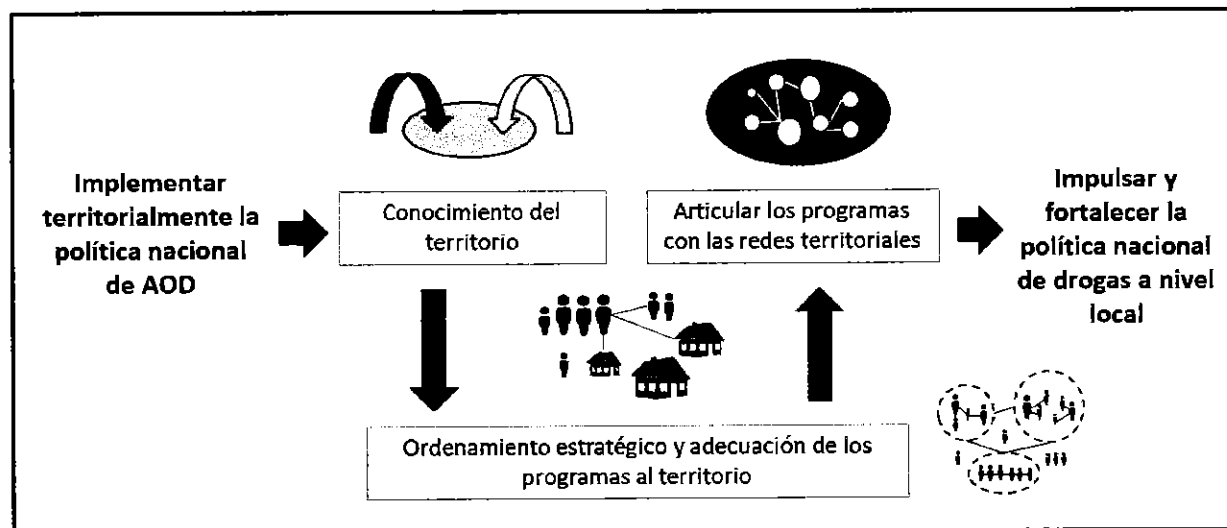 Implementar
territorialmente la
política nacional
de AOD
Conocimiento del
territorio
Articular los programas
con las redes territoriales
Impulsar y
fortalecer la
política nacional
de drogas a nivel
local
Ordenamiento estratégico y adecuación de los
programas al territorio